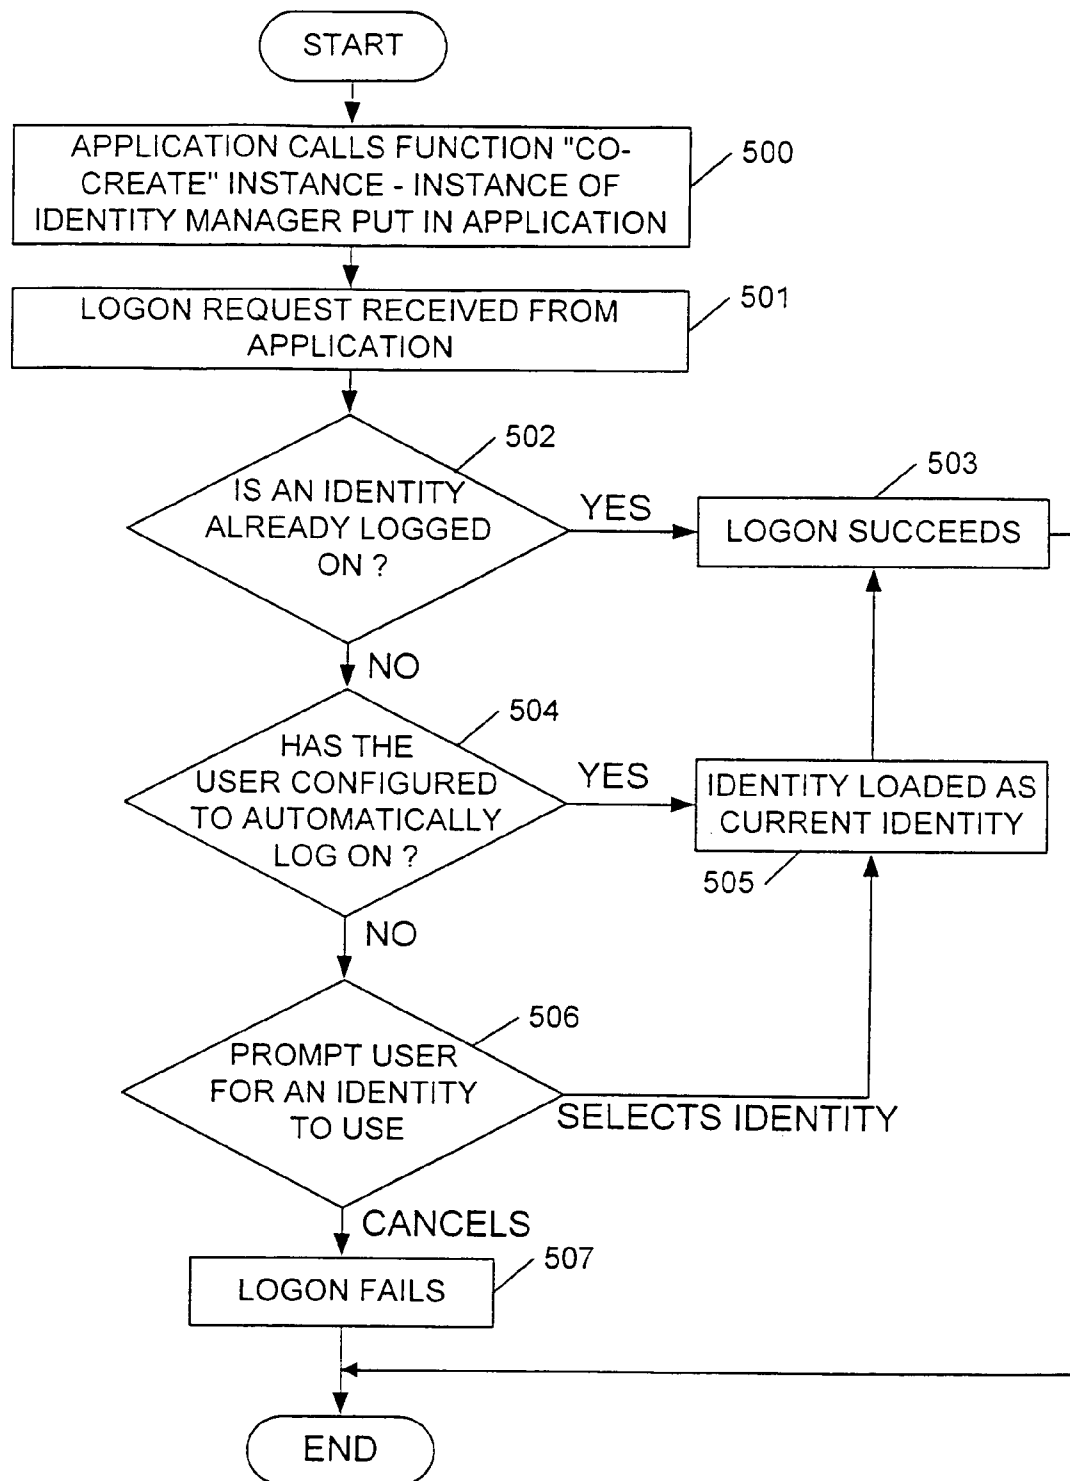 START
APPLICATION CALLS FUNCTION "CO-
CREATE" INSTANCE - INSTANCE OF
IDENTITY MANAGER PUT IN APPLICATION
500
LOGON REQUEST RECEIVED FROM
APPLICATION
501
502
IS AN IDENTITY
ALREADY LOGGED
ON ?
YES
503
LOGON SUCCEEDS
NO
504
HAS THE
USER CONFIGURED
TO AUTOMATICALLY
LOG ON ?
YES
IDENTITY LOADED AS
CURRENT IDENTITY
505
NO
506
PROMPT USER
FOR AN IDENTITY
TO USE
SELECTS IDENTITY
CANCELS
507
LOGON FAILS
END